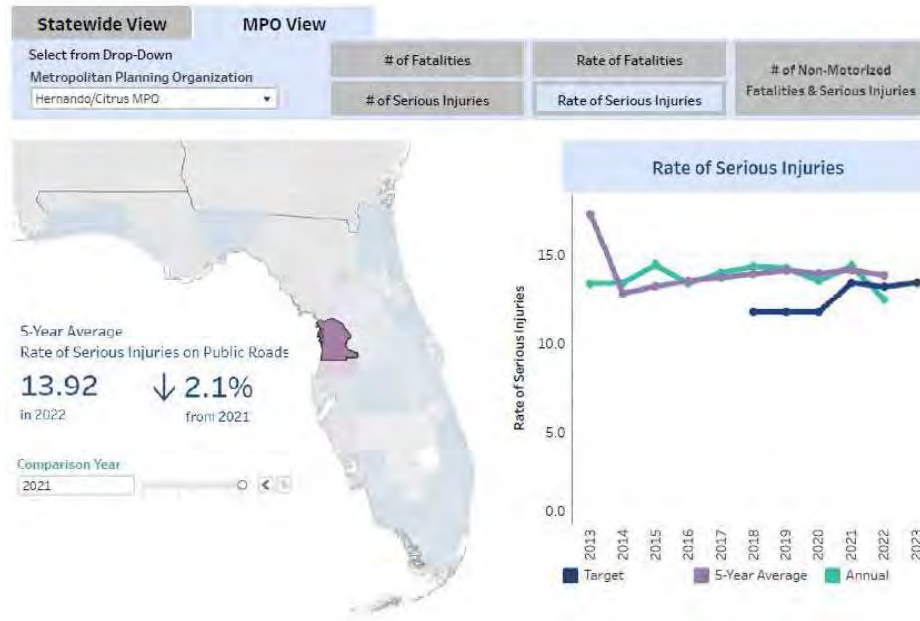 Statewide View
MPO View
Select from Drop-Down
Metropolitan Planning Organization
Hernando/Citrus MPO
# of Fatalities
Rate of Fatalities
# of Non-Motorized
Fatalities & Serious Injuries
# of Serious Injuries
Rate of Serious Injuries
5-Year Average
Rate of Serious Injuries on Public Roads
13.92
in 2022
↓ 2.1%
from 2021
Comparison Year
2021
Rate of Serious Injuries
Rate of Serious Injuries
15.0
10.0
5.0
0.0
2013
2014
2015
2016
2017
2018
2019
2020
2021
2022
2023
Target
5-Year Average
Annual